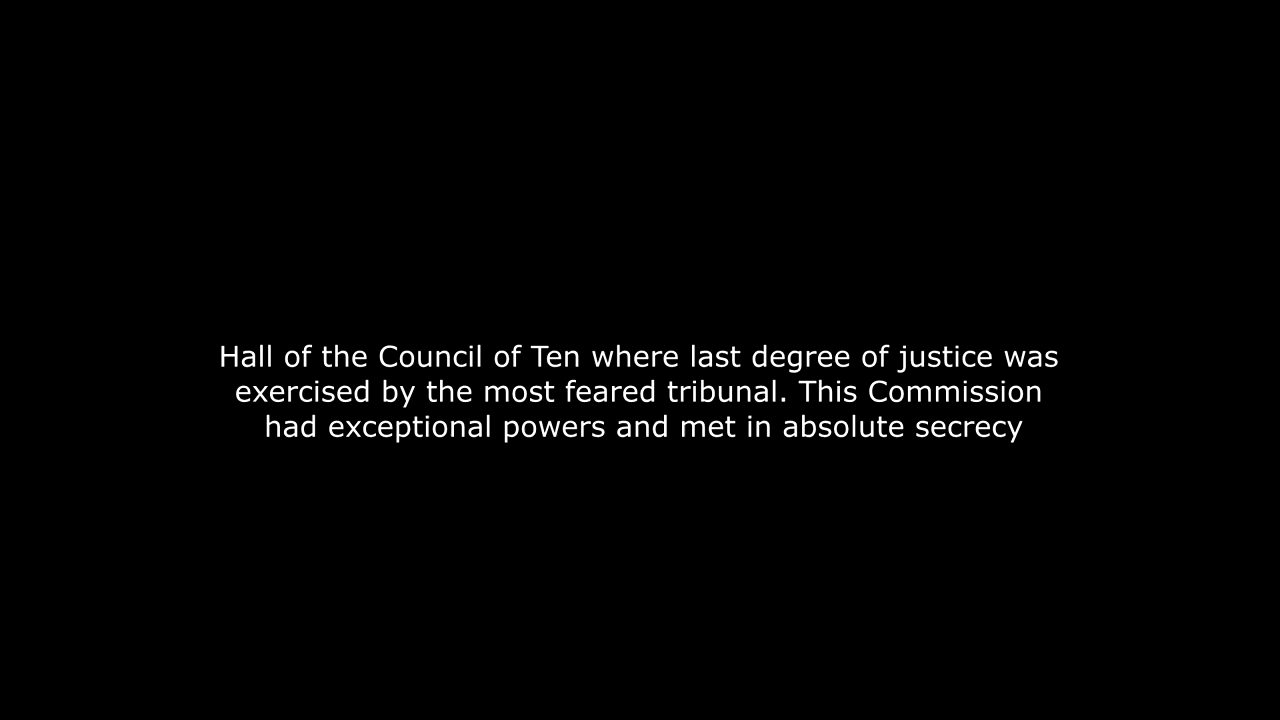 Hall of the Council of Ten where last degree of justice was
exercised by the most feared tribunal. This Commission
had exceptional powers and met in absolute secrecy